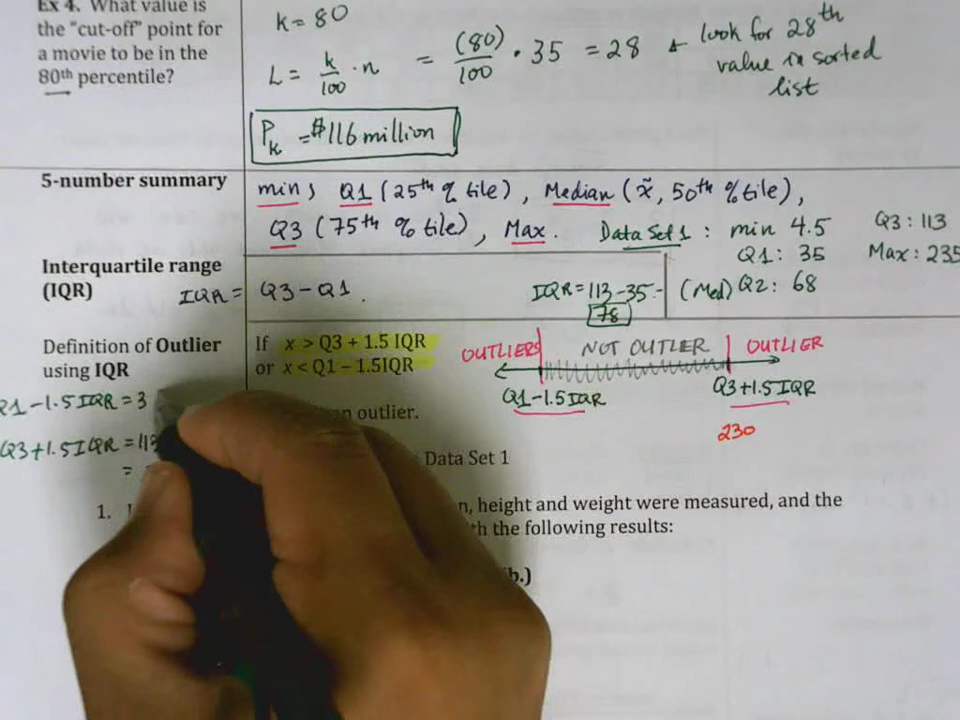 Ex 4. What value is
the "cut-off" point for
a movie to be in the
80th percentile?
k = 80
L = k/100 · n = (80)/100 · 35 = 28 ← look for 28th
value in sorted
list
Pk = $116 million
5-number summary
min, Q1 (25th %tile), Median (x̃, 50th %tile),
Q3 (75th %tile), Max. Data Set 1: min 4.5
Q1: 35
(Med) Q2: 68
Q3: 113
Max: 235
Interquartile range
(IQR)
IQR = Q3 - Q1.
IQR = 113-35=
78
Definition of Outlier
using IQR
If x > Q3 + 1.5 IQR
or x < Q1 – 1.5IQR
outlier.
OUTLIERS NOT OUTLIER OUTLIER
Q1-1.5IQR Q3+1.5IQR
230
Q1-1.5IQR = 3
Q3+1.5IQR = 113
=
Data Set 1
1.
height and weight were measured, and the
the following results: